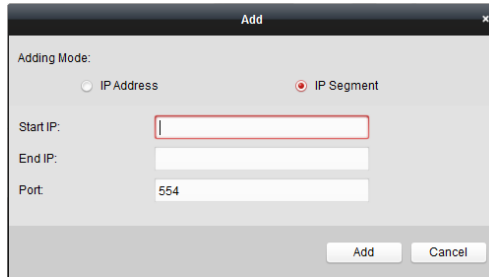 Add
×
Adding Mode:
IP Address
IP Segment
Start IP:
End IP:
Port:
554
Add
Cancel